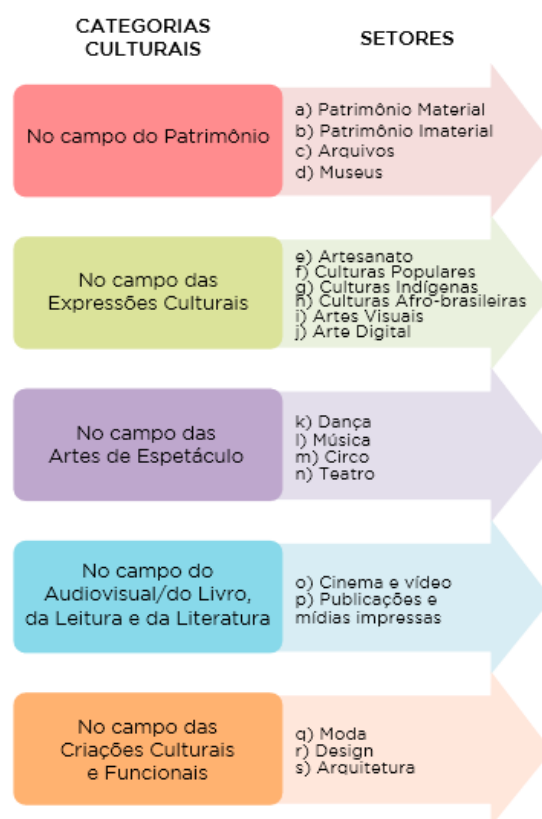 CATEGORIAS
CULTURAIS
SETORES
No campo do Patrimônio
a) Patrimônio Material
b) Patrimônio Imaterial
c) Arquivos
d) Museus
No campo das
Expressões Culturais
e) Artesanato
f) Culturas Populares
g) Culturas Indígenas
h) Culturas Afro-brasileiras
i) Artes Visuais
j) Arte Digital
No campo das
Artes de Espetáculo
k) Dança
l) Música
m) Circo
n) Teatro
No campo do
Audiovisual/do Livro,
da Leitura e da Literatura
o) Cinema e vídeo
p) Publicações e
mídias impressas
No campo das
Criações Culturais
e Funcionais
q) Moda
r) Design
s) Arquitetura